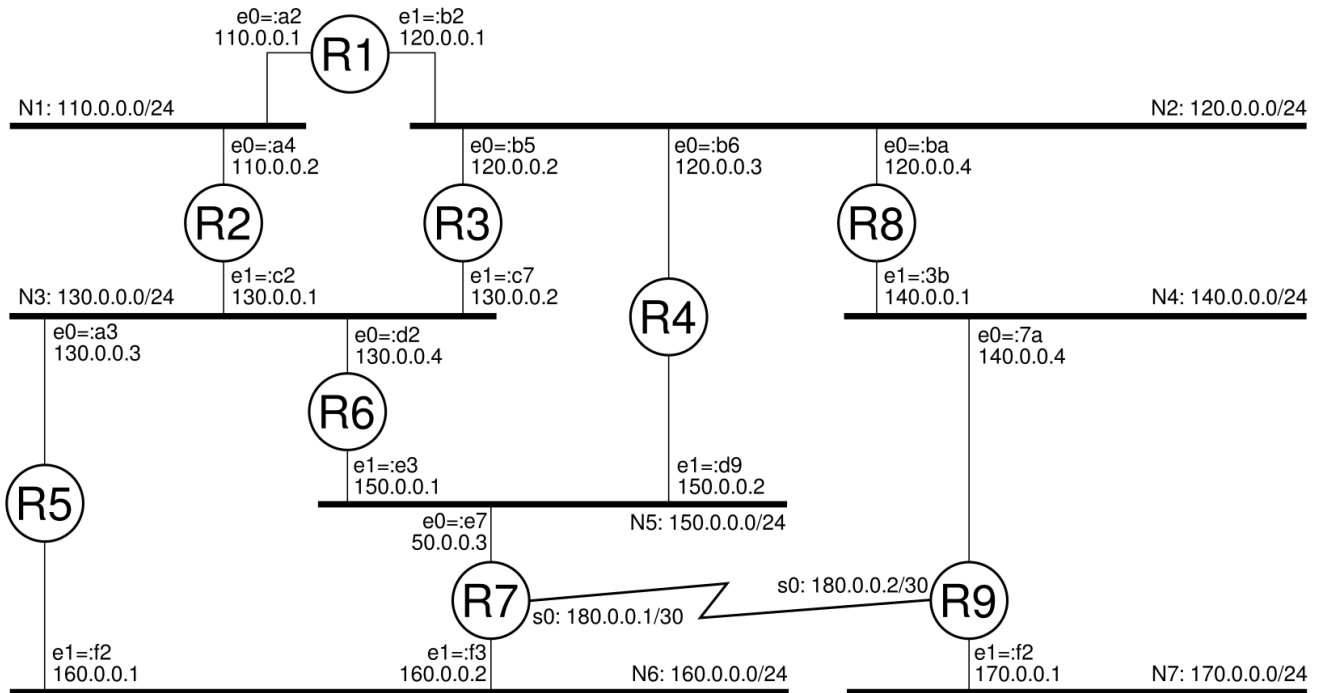 e0=:a2
110.0.0.1
R1
e1=:b2
120.0.0.1
N1: 110.0.0.0/24
N2: 120.0.0.0/24
e0=:a4
110.0.0.2
e0=:b5
120.0.0.2
e0=:b6
120.0.0.3
e0=:ba
120.0.0.4
R2
R3
R8
e1=:c2
130.0.0.1
e1=:c7
130.0.0.2
R4
e1=:3b
140.0.0.1
N3: 130.0.0.0/24
N4: 140.0.0.0/24
e0=:a3
130.0.0.3
e0=:d2
130.0.0.4
e0=:7a
140.0.0.4
R6
e1=:e3
150.0.0.1
e1=:d9
150.0.0.2
R5
e0=:e7
50.0.0.3
N5: 150.0.0.0/24
R7
s0: 180.0.0.1/30
s0: 180.0.0.2/30
R9
e1=:f2
160.0.0.1
e1=:f3
160.0.0.2
N6: 160.0.0.0/24
e1=:f2
170.0.0.1
N7: 170.0.0.0/24